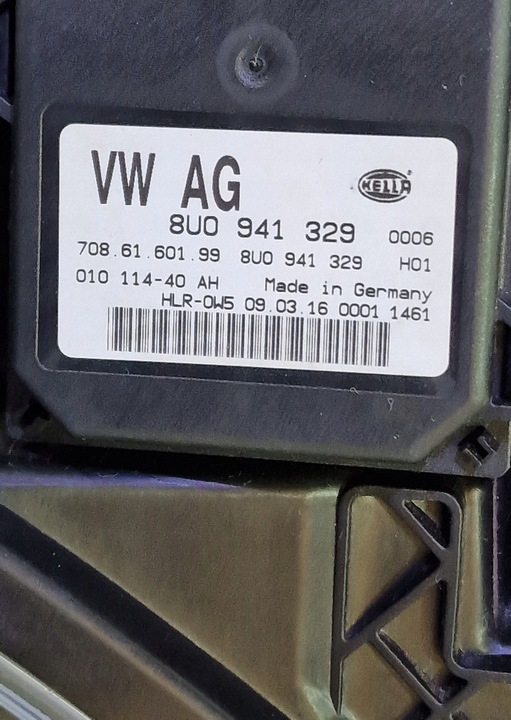 VW AG
HELLA
8U0 941 329 0006
708.61.601.99 8U0 941 329 H01
010 114-40 AH Made in Germany
HLR-0W5 09.03.16 0001 1461